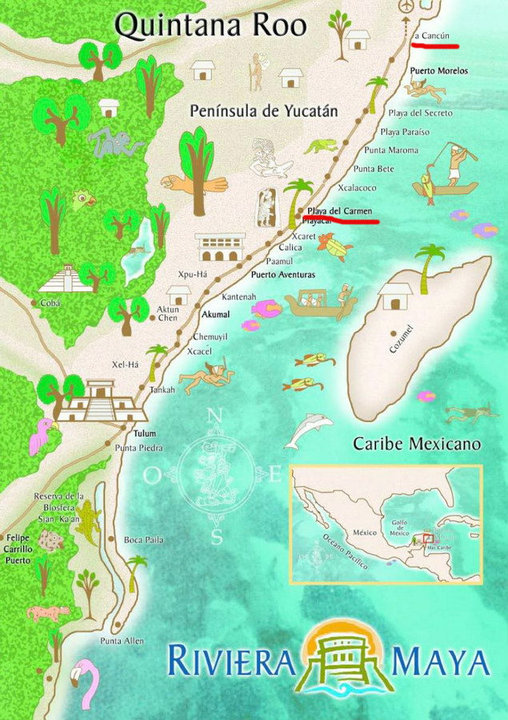 Quintana Roo
a Cancún
Puerto Morelos
Península de Yucatán
Playa del Secreto
Playa Paraíso
Punta Maroma
Punta Bete
Xcalacoco
Playa del Carmen
Playacar
Xcaret
Calica
Paamul
Xpu-Há
Puerto Aventuras
Kantenah
Cobá
Aktun
Chen
Akumal
Chemuyil
Xcacel
Cozumel
Xel-Há
Tankah
Tulum
Punta Piedra
Caribe Mexicano
N
O
E
S
Reserva de la
Biosfera
Sian Ka'an
Felipe
Carrillo
Puerto
Boca Paila
Punta Allen
México
Golfo
de
México
Mar Caribe
Océano Pacífico
RIVIERA MAYA